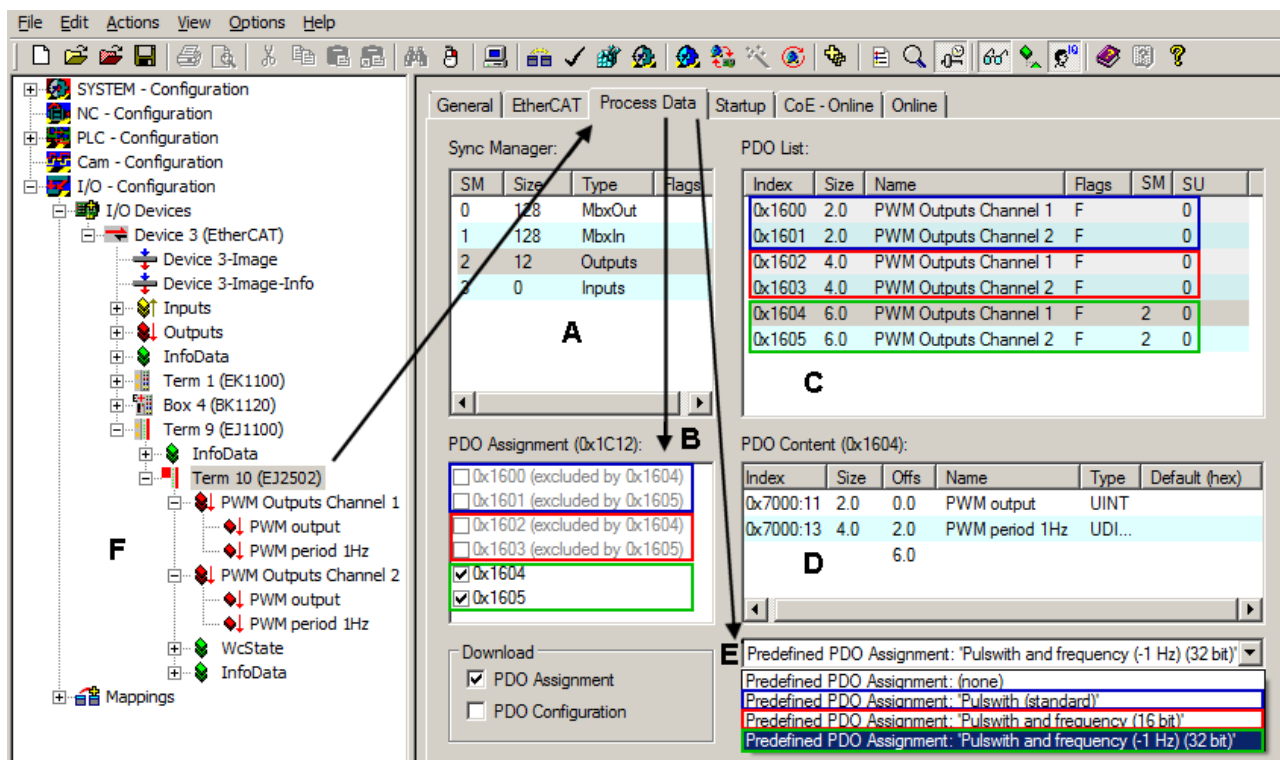 File Edit Actions View Options Help
SYSTEM - Configuration
NC - Configuration
PLC - Configuration
Cam - Configuration
I/O - Configuration
I/O Devices
Device 3 (EtherCAT)
Device 3-Image
Device 3-Image-Info
Inputs
Outputs
InfoData
Term 1 (EK1100)
Box 4 (BK1120)
Term 9 (EJ1100)
InfoData
Term 10 (EJ2502)
PWM Outputs Channel 1
PWM output
PWM period 1Hz
PWM Outputs Channel 2
PWM output
PWM period 1Hz
WcState
InfoData
Mappings
F
General EtherCAT Process Data Startup CoE - Online Online
Sync Manager:
SM Size Type Flags
0 128 MbxOut
1 128 MbxIn
2 12 Outputs
3 0 Inputs
A
PDO List:
Index Size Name Flags SM SU
0x1600 2.0 PWM Outputs Channel 1 F 0
0x1601 2.0 PWM Outputs Channel 2 F 0
0x1602 4.0 PWM Outputs Channel 1 F 0
0x1603 4.0 PWM Outputs Channel 2 F 0
0x1604 6.0 PWM Outputs Channel 1 F 2 0
0x1605 6.0 PWM Outputs Channel 2 F 2 0
C
PDO Assignment (0x1C12):
B
0x1600 (excluded by 0x1604)
0x1601 (excluded by 0x1605)
0x1602 (excluded by 0x1604)
0x1603 (excluded by 0x1605)
0x1604
0x1605
PDO Content (0x1604):
Index Size Offs Name Type Default (hex)
0x7000:11 2.0 0.0 PWM output UINT
0x7000:13 4.0 2.0 PWM period 1Hz UDI...
6.0
D
Download
PDO Assignment
PDO Configuration
E
Predefined PDO Assignment: 'Pulswith and frequency (-1 Hz) (32 bit)'
Predefined PDO Assignment: (none)
Predefined PDO Assignment: 'Pulswith (standard)'
Predefined PDO Assignment: 'Pulswith and frequency (16 bit)'
Predefined PDO Assignment: 'Pulswith and frequency (-1 Hz) (32 bit)'